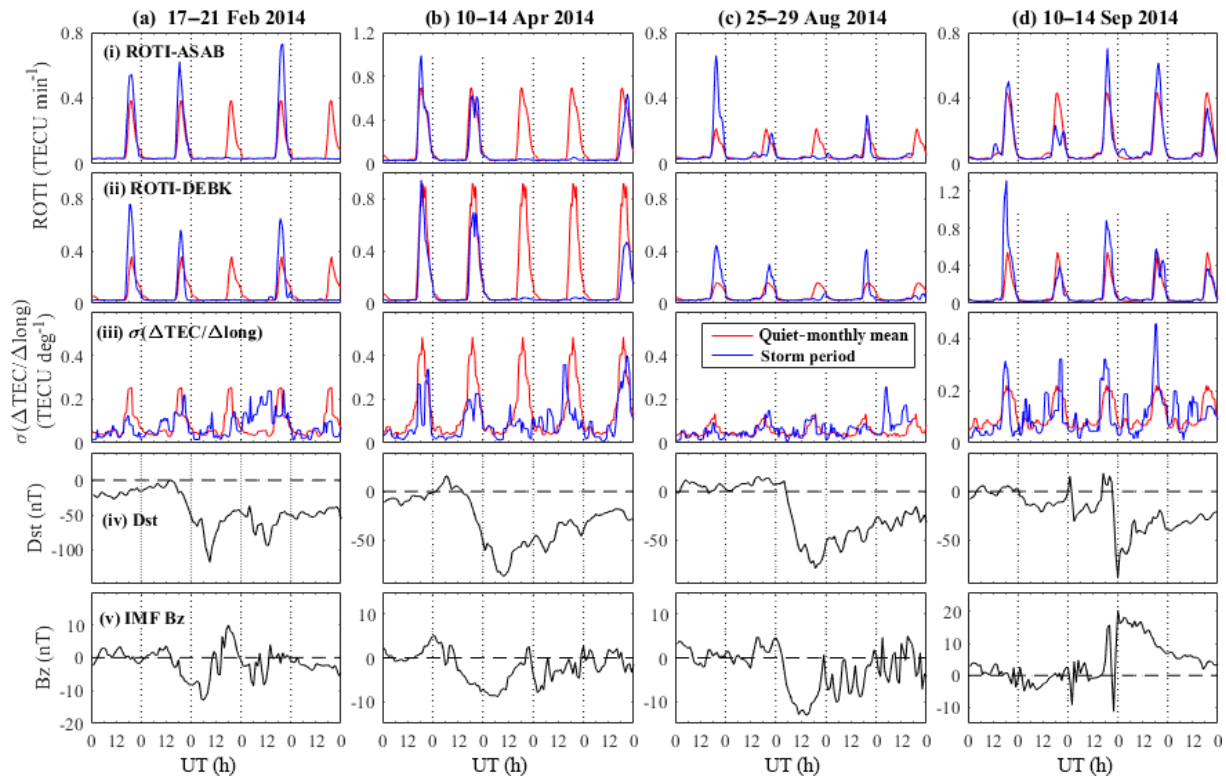 (a) 17–21 Feb 2014 (b) 10–14 Apr 2014 (c) 25–29 Aug 2014 (d) 10–14 Sep 2014
ROTI (TECU min⁻¹)
(i) ROTI-ASAB
0.8 0.4 0
1.2 0.8 0.4 0
0.8 0.4 0
0.8 0.4 0
(ii) ROTI-DEBK
0.8 0.4 0
0.8 0.4 0
0.8 0.4 0
1.2 0.8 0.4 0
σ(ΔTEC/Δlong)
(TECU deg⁻¹)
(iii) σ(ΔTEC/Δlong)
0.4 0.2 0
0.4 0.2 0
0.4 0.2 0
0.4 0.2 0
Quiet–monthly mean
Storm period
Dst (nT)
(iv) Dst
0 -50 -100
0 -50
0 -50
0 -50
Bz (nT)
(v) IMF Bz
10 0 -10 -20
10 0 -10
10 0 -10
20 10 0 -10
0 12 0 12 0 12 0 12 0 12 0
0 12 0 12 0 12 0 12 0 12 0
0 12 0 12 0 12 0 12 0 12 0
0 12 0 12 0 12 0 12 0 12 0
UT (h) UT (h) UT (h) UT (h)